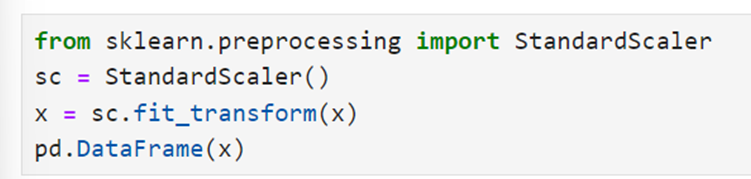 from sklearn.preprocessing import StandardScaler
sc = StandardScaler()
x = sc.fit_transform(x)
pd.DataFrame(x)